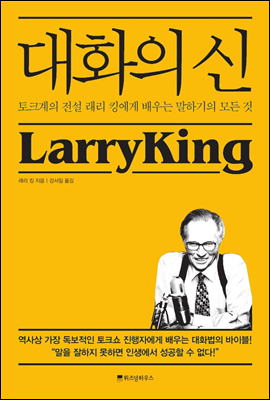 대화의 신
토크계의 전설 래리 킹에게 배우는 말하기의 모든 것
LarryKing
래리 킹 지음 | 강서일 옮김
역사상 가장 독보적인 토크쇼 진행자에게 배우는 대화법의 바이블!
"말을 잘하지 못하면 인생에서 성공할 수 없다!"
위즈덤하우스